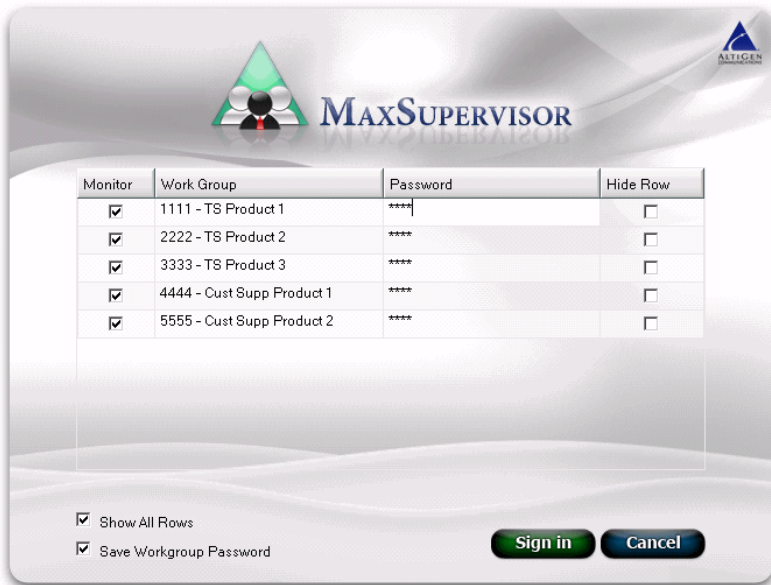 ALTIGEN
COMMUNICATIONS
MAXSUPERVISOR
Monitor Work Group Password Hide Row
1111 - TS Product 1 ****
2222 - TS Product 2 ****
3333 - TS Product 3 ****
4444 - Cust Supp Product 1 ****
5555 - Cust Supp Product 2 ****
Show All Rows
Save Workgroup Password
Sign in Cancel